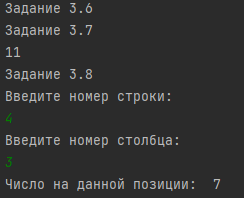 Задание 3.6
Задание 3.7
11
Задание 3.8
Введите номер строки:
4
Введите номер столбца:
3
Число на данной позиции:  7